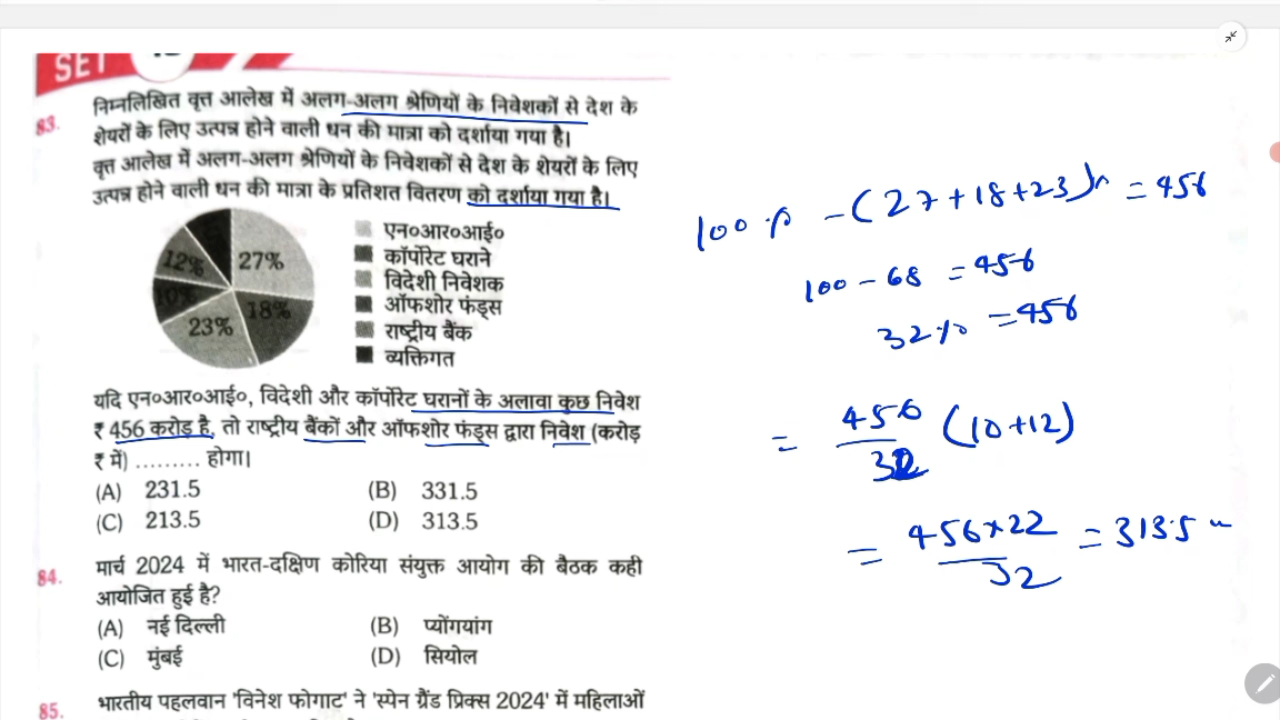 SET
83.
निम्नलिखित वृत्त आलेख में अलग-अलग श्रेणियों के निवेशकों से देश के
शेयरों के लिए उत्पन्न होने वाली धन की मात्रा को दर्शाया गया है।
वृत्त आलेख में अलग-अलग श्रेणियों के निवेशकों से देश के शेयरों के लिए
उत्पन्न होने वाली धन की मात्रा के प्रतिशत वितरण को दर्शाया गया है।
12%
27%
10%
18%
23%
एन०आर०आई०
कॉर्पोरेट घराने
विदेशी निवेशक
ऑफशोर फंड्स
राष्ट्रीय बैंक
व्यक्तिगत
यदि एन०आर०आई०, विदेशी और कॉर्पोरेट घरानों के अलावा कुछ निवेश
₹ 456 करोड़ है, तो राष्ट्रीय बैंकों और ऑफशोर फंड्स द्वारा निवेश (करोड़
₹ में) ......... होगा।
(A) 231.5 (B) 331.5
(C) 213.5 (D) 313.5
84. मार्च 2024 में भारत-दक्षिण कोरिया संयुक्त आयोग की बैठक कही
आयोजित हुई है?
(A) नई दिल्ली (B) प्योंगयांग
(C) मुंबई (D) सियोल
85. भारतीय पहलवान 'विनेश फोगाट' ने 'स्पेन ग्रैंड प्रिक्स 2024' में महिलाओं
100% - (27+18+23)% = 456
100 - 68 = 456
32% = 456
= 456/32 (10+12)
= 456×22/32 = 313.5